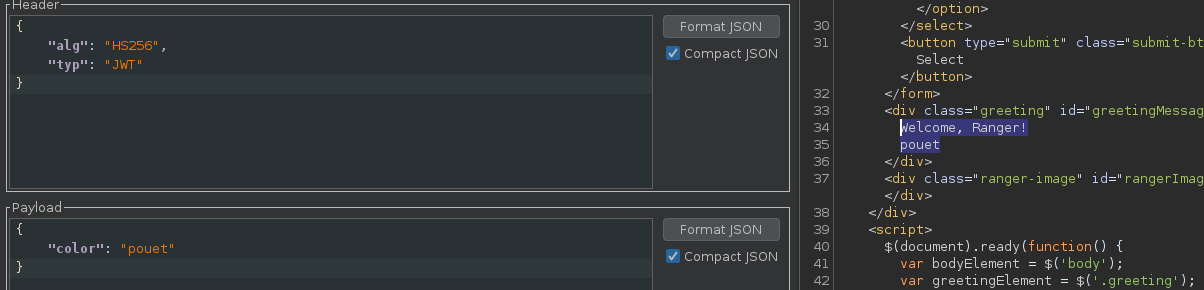 Header
{
    "alg": "HS256",
    "typ": "JWT"
}
Format JSON
Compact JSON
Payload
{
    "color": "pouet"
}
Format JSON
Compact JSON
</option>
30 </select>
31 <button type="submit" class="submit-bt
Select
</button>
32 </form>
33 <div class="greeting" id="greetingMessag
34 Welcome, Ranger!
35 pouet
36 </div>
37 <div class="ranger-image" id="rangerImag
</div>
38 </div>
39 <script>
40 $(document).ready(function() {
41 var bodyElement = $('body');
42 var greetingElement = $('.greeting');